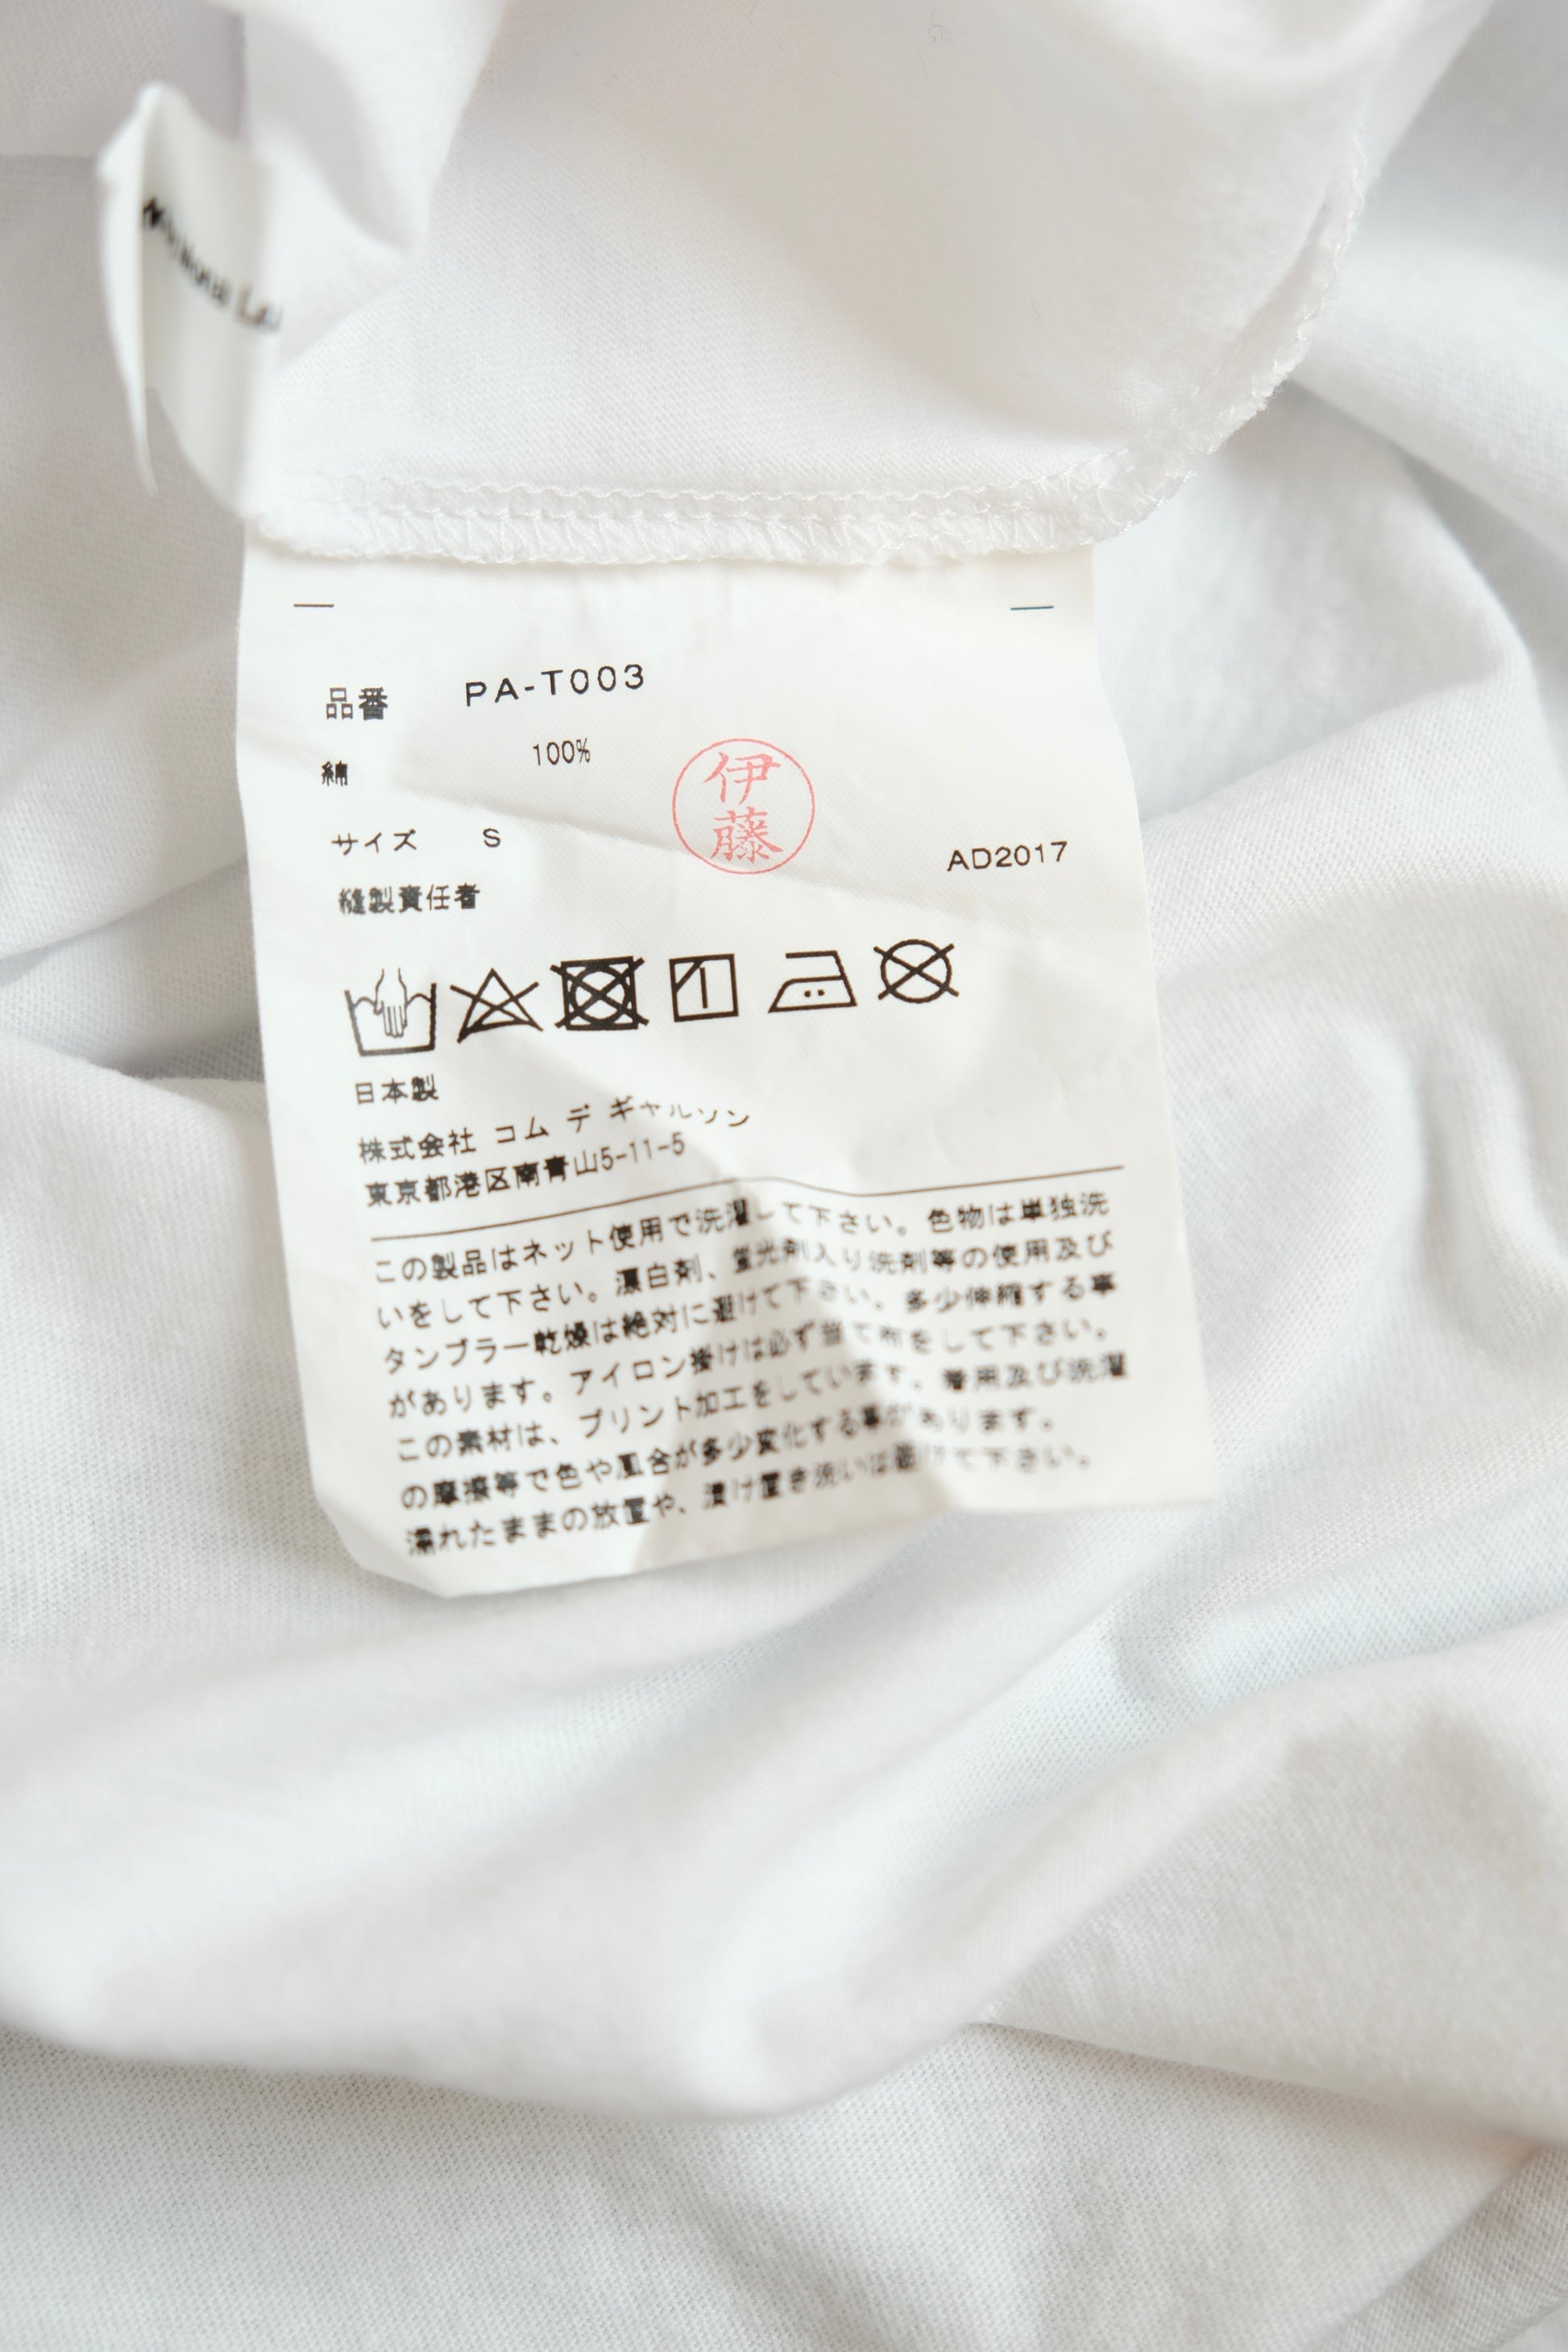 品番 PA-T003
綿 100%
伊藤
サイズ S
AD2017
縫製責任者
日本製
株式会社 コム デ ギャルソン
東京都港区南青山5-11-5
この製品はネット使用で洗濯して下さい。色物は単独洗
いをして下さい。漂白剤、蛍光剤入り洗剤等の使用及び
タンブラー乾燥は絶対に避けて下さい。多少伸縮する事
があります。アイロン掛けは必ず当て布をして下さい。
この素材は、プリント加工をしています。着用及び洗濯
の摩擦等で色や風合が多少変化する事があります。
濡れたままの放置や、漬け置き洗いは避けて下さい。